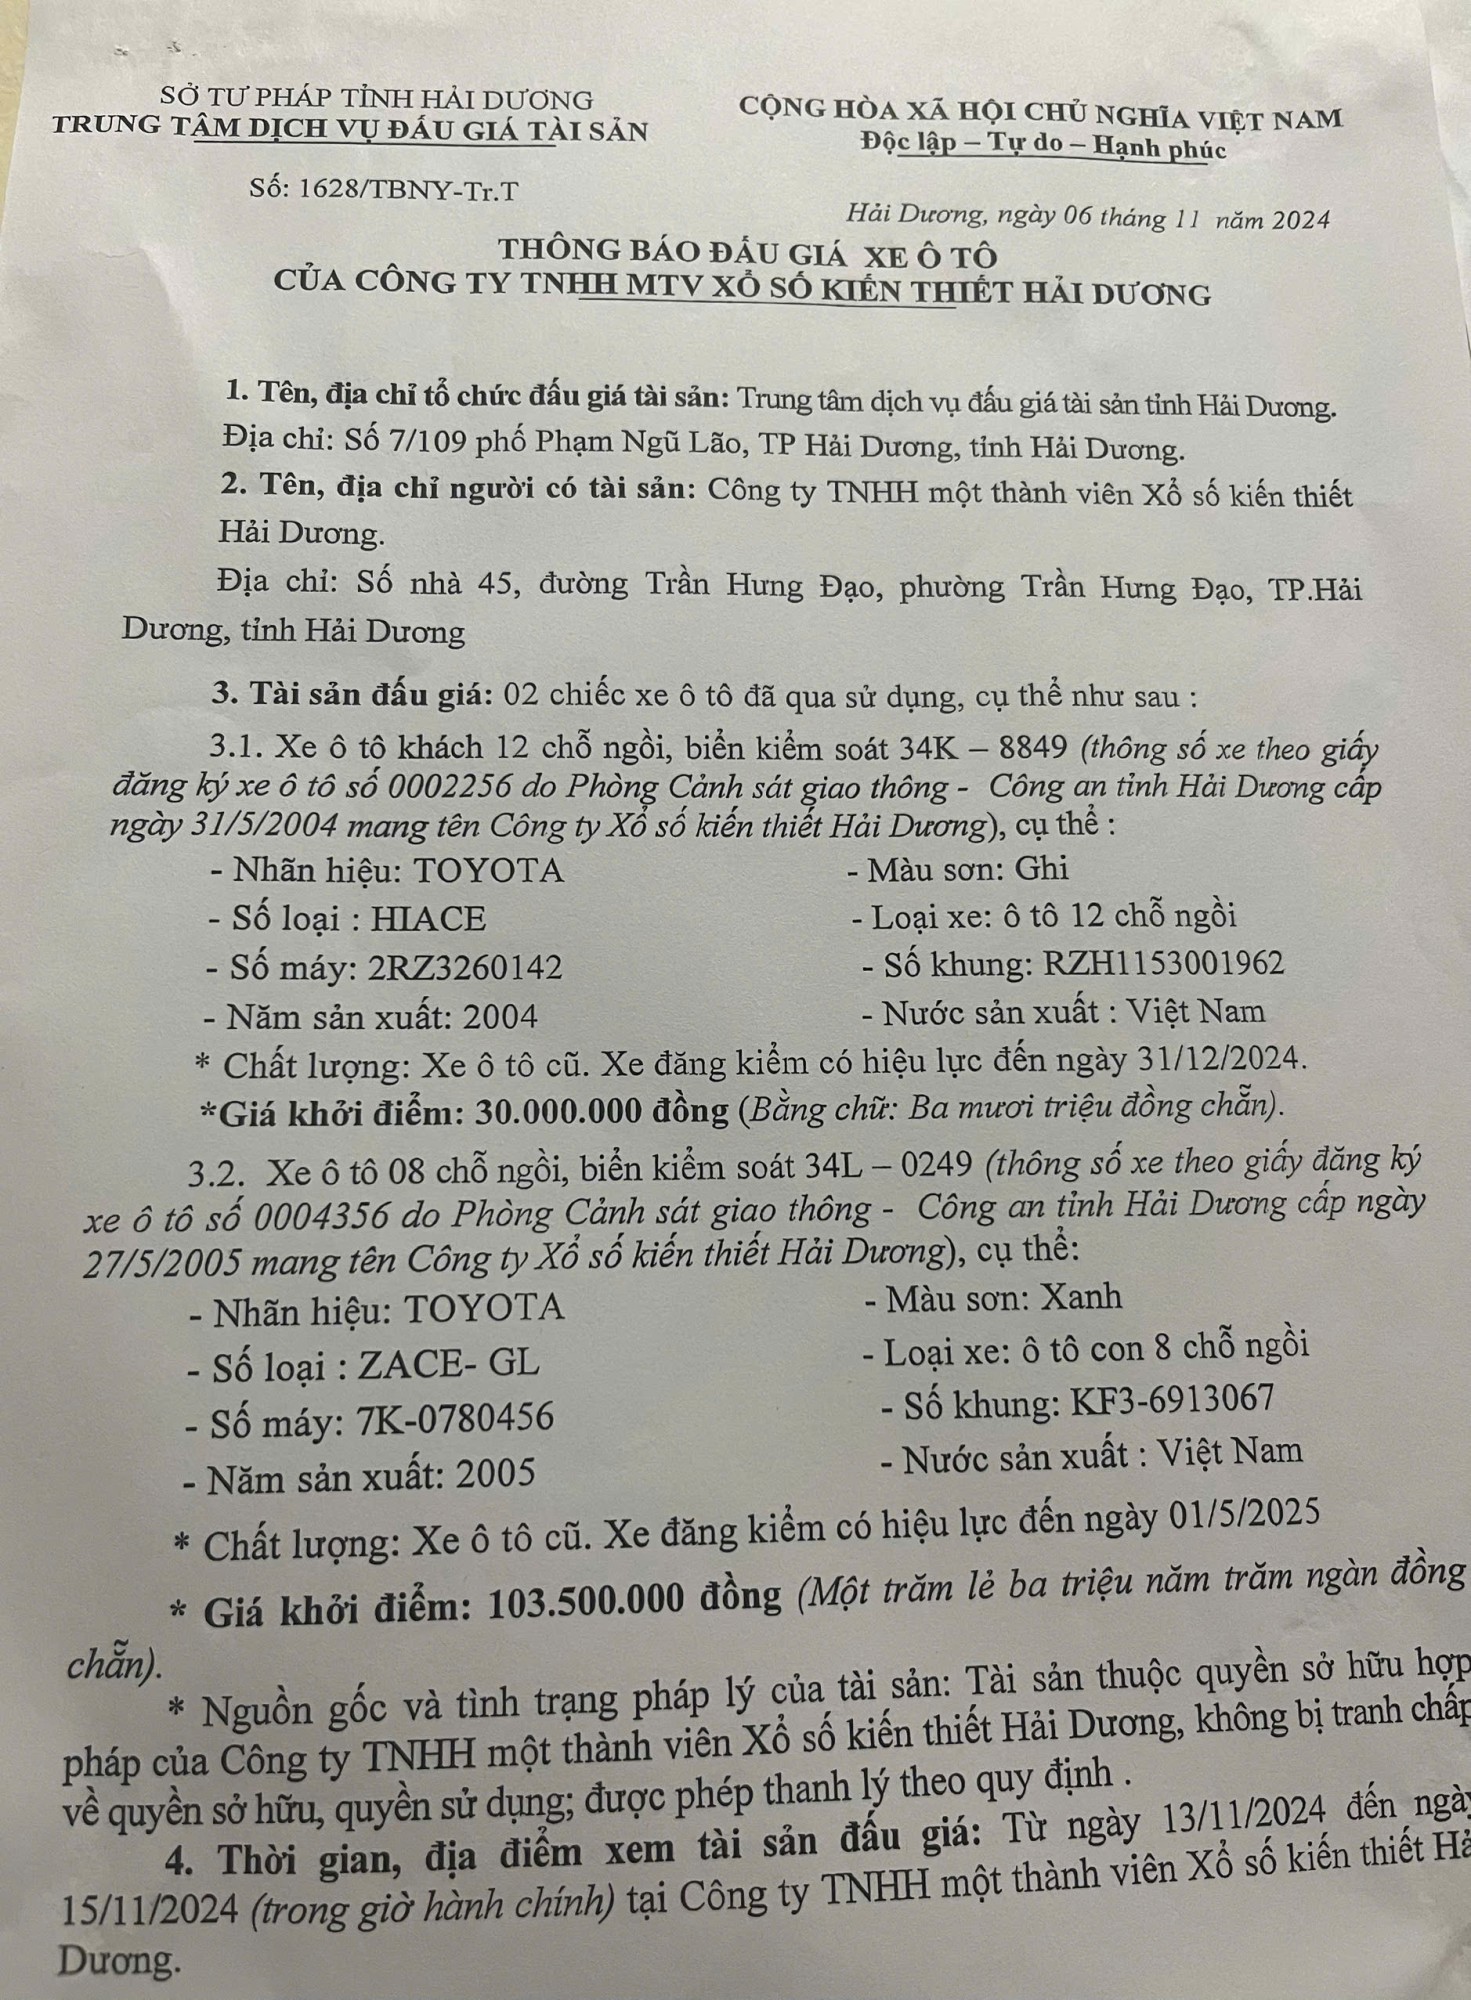 SỞ TƯ PHÁP TỈNH HẢI DƯƠNG
TRUNG TÂM DỊCH VỤ ĐẤU GIÁ TÀI SẢN
CỘNG HÒA XÃ HỘI CHỦ NGHĨA VIỆT NAM
Độc lập – Tự do – Hạnh phúc
Số: 1628/TBNY-Tr.T
Hải Dương, ngày 06 tháng 11 năm 2024
THÔNG BÁO ĐẤU GIÁ XE Ô TÔ
CỦA CÔNG TY TNHH MTV XỔ SỐ KIẾN THIẾT HẢI DƯƠNG
1. Tên, địa chỉ tổ chức đấu giá tài sản: Trung tâm dịch vụ đấu giá tài sản tỉnh Hải Dương.
Địa chỉ: Số 7/109 phố Phạm Ngũ Lão, TP Hải Dương, tỉnh Hải Dương.
2. Tên, địa chỉ người có tài sản: Công ty TNHH một thành viên Xổ số kiến thiết
Hải Dương.
Địa chỉ: Số nhà 45, đường Trần Hưng Đạo, phường Trần Hưng Đạo, TP.Hải
Dương, tỉnh Hải Dương
3. Tài sản đấu giá: 02 chiếc xe ô tô đã qua sử dụng, cụ thể như sau :
3.1. Xe ô tô khách 12 chỗ ngồi, biển kiểm soát 34K – 8849 (thông số xe theo giấy
đăng ký xe ô tô số 0002256 do Phòng Cảnh sát giao thông - Công an tỉnh Hải Dương cấp
ngày 31/5/2004 mang tên Công ty Xổ số kiến thiết Hải Dương), cụ thể :
- Nhãn hiệu: TOYOTA
- Màu sơn: Ghi
- Số loại : HIACE
- Loại xe: ô tô 12 chỗ ngồi
- Số máy: 2RZ3260142
- Số khung: RZH1153001962
- Năm sản xuất: 2004
- Nước sản xuất : Việt Nam
* Chất lượng: Xe ô tô cũ. Xe đăng kiểm có hiệu lực đến ngày 31/12/2024.
*Giá khởi điểm: 30.000.000 đồng (Bằng chữ: Ba mươi triệu đồng chẵn).
3.2. Xe ô tô 08 chỗ ngồi, biển kiểm soát 34L – 0249 (thông số xe theo giấy đăng ký
xe ô tô số 0004356 do Phòng Cảnh sát giao thông - Công an tỉnh Hải Dương cấp ngày
27/5/2005 mang tên Công ty Xổ số kiến thiết Hải Dương), cụ thể:
- Nhãn hiệu: TOYOTA
- Màu sơn: Xanh
- Số loại : ZACE- GL
- Loại xe: ô tô con 8 chỗ ngồi
- Số máy: 7K-0780456
- Số khung: KF3-6913067
- Năm sản xuất: 2005
- Nước sản xuất : Việt Nam
* Chất lượng: Xe ô tô cũ. Xe đăng kiểm có hiệu lực đến ngày 01/5/2025
* Giá khởi điểm: 103.500.000 đồng (Một trăm lẻ ba triệu năm trăm ngàn đồng
chẵn).
* Nguồn gốc và tình trạng pháp lý của tài sản: Tài sản thuộc quyền sở hữu hợp
pháp của Công ty TNHH một thành viên Xổ số kiến thiết Hải Dương, không bị tranh chấp
về quyền sở hữu, quyền sử dụng; được phép thanh lý theo quy định .
4. Thời gian, địa điểm xem tài sản đấu giá: Từ ngày 13/11/2024 đến ngày
15/11/2024 (trong giờ hành chính) tại Công ty TNHH một thành viên Xổ số kiến thiết Hải
Dương.